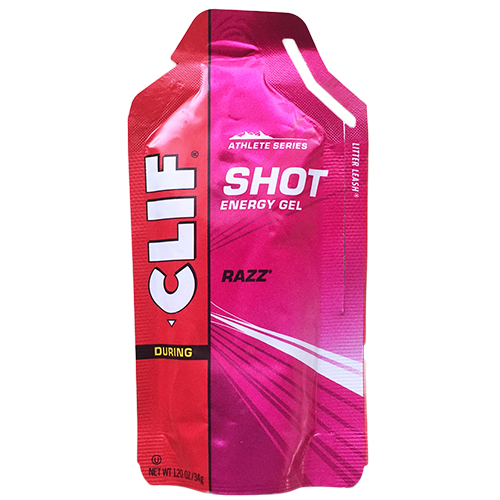 CLIF®
DURING
NET WT 1.20 OZ/34g
ATHLETE SERIES
SHOT
ENERGY GEL
RAZZ'
LITTER LEASH®